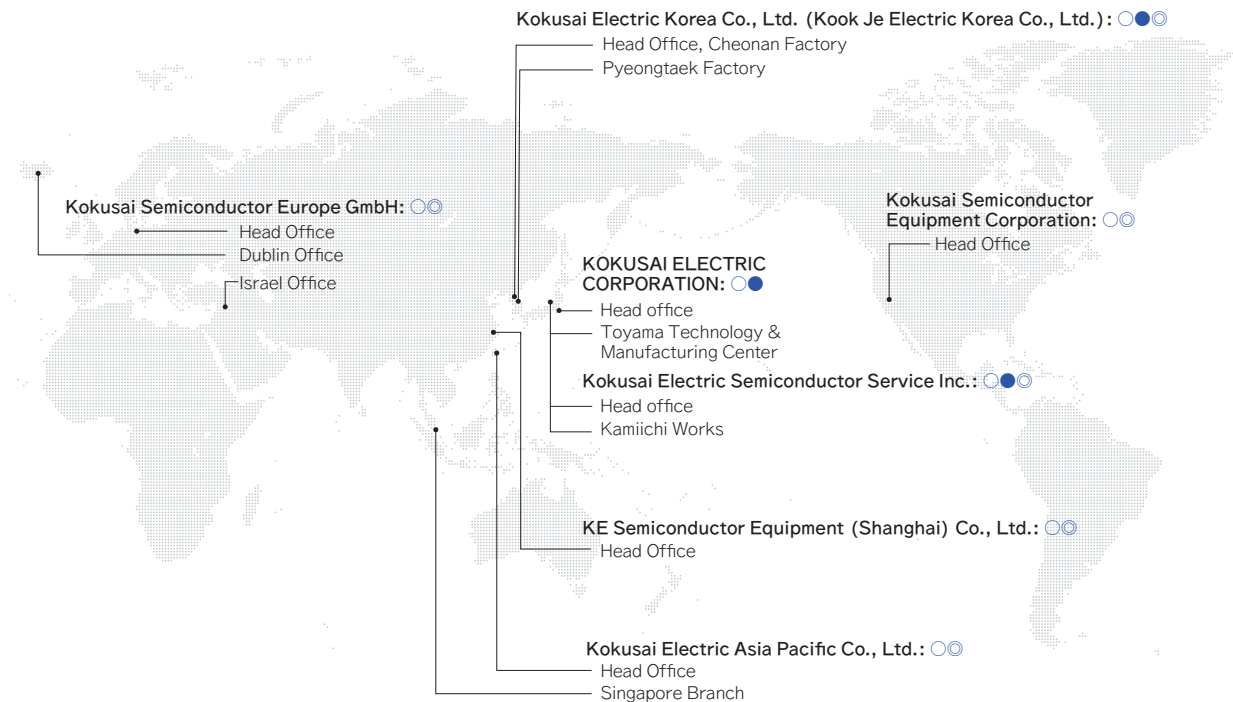 Kokusai Electric Korea Co., Ltd. (Kook Je Electric Korea Co., Ltd.): ○●◎
Head Office, Cheonan Factory
Pyeongtaek Factory
Kokusai Semiconductor Europe GmbH: ○◎
Head Office
Dublin Office
Israel Office
Kokusai Semiconductor
Equipment Corporation: ○◎
Head Office
KOKUSAI ELECTRIC
CORPORATION: ○●
Head office
Toyama Technology &
Manufacturing Center
Kokusai Electric Semiconductor Service Inc.: ○●◎
Head office
Kamiichi Works
KE Semiconductor Equipment (Shanghai) Co., Ltd.: ○◎
Head Office
Kokusai Electric Asia Pacific Co., Ltd.: ○◎
Head Office
Singapore Branch